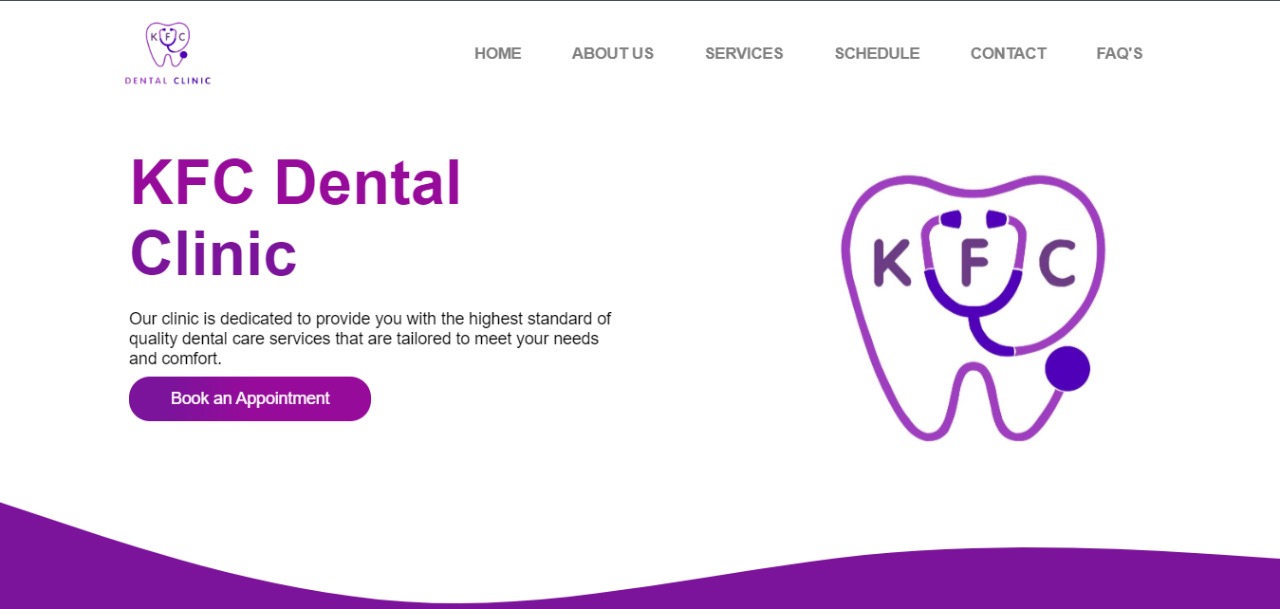 K F C
DENTAL CLINIC
HOME ABOUT US SERVICES SCHEDULE CONTACT FAQ'S
KFC Dental
Clinic
Our clinic is dedicated to provide you with the highest standard of
quality dental care services that are tailored to meet your needs
and comfort.
Book an Appointment
K F C